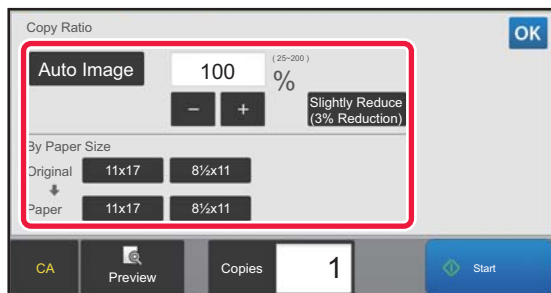 Copy Ratio
OK
Auto Image
100
(25~200)
%
− +
Slightly Reduce
(3% Reduction)
By Paper Size
Original 11x17 8½x11
Paper 11x17 8½x11
CA
Preview
Copies
1
Start